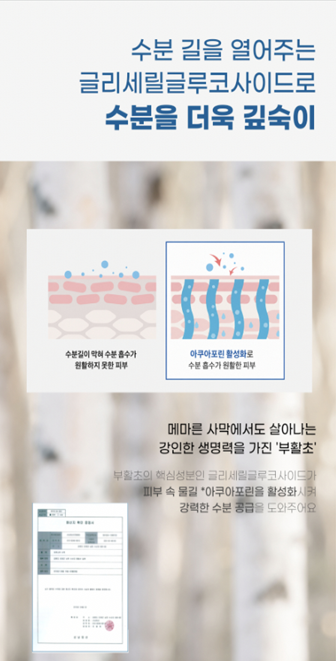 수분 길을 열어주는
글리세릴글루코사이드로
수분을 더욱 깊숙이
수분길이 막혀 수분 흡수가
원활하지 못한 피부
아쿠아포린 활성화로
수분 흡수가 원활한 피부
메마른 사막에서도 살아나는
강인한 생명력을 가진 '부활초'
부활초의 핵심성분인 글리세릴글루코사이드가
피부 속 물길 *아쿠아포린을 활성화시켜
강력한 수분 공급을 도와주어요